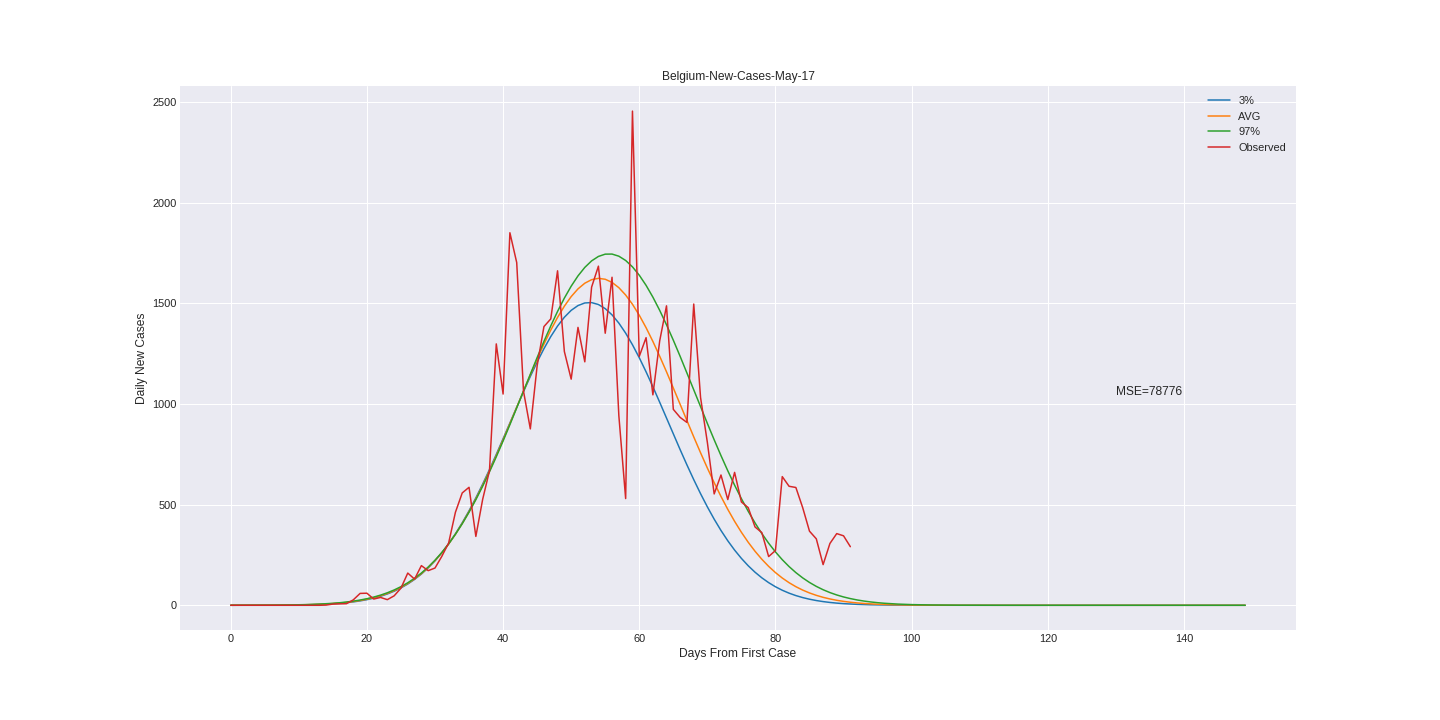 Belgium-New-Cases-May-17
3%
AVG
97%
Observed
2500
2000
1500
1000
500
0
Daily New Cases
MSE=78776
0 20 40 60 80 100 120 140
Days From First Case